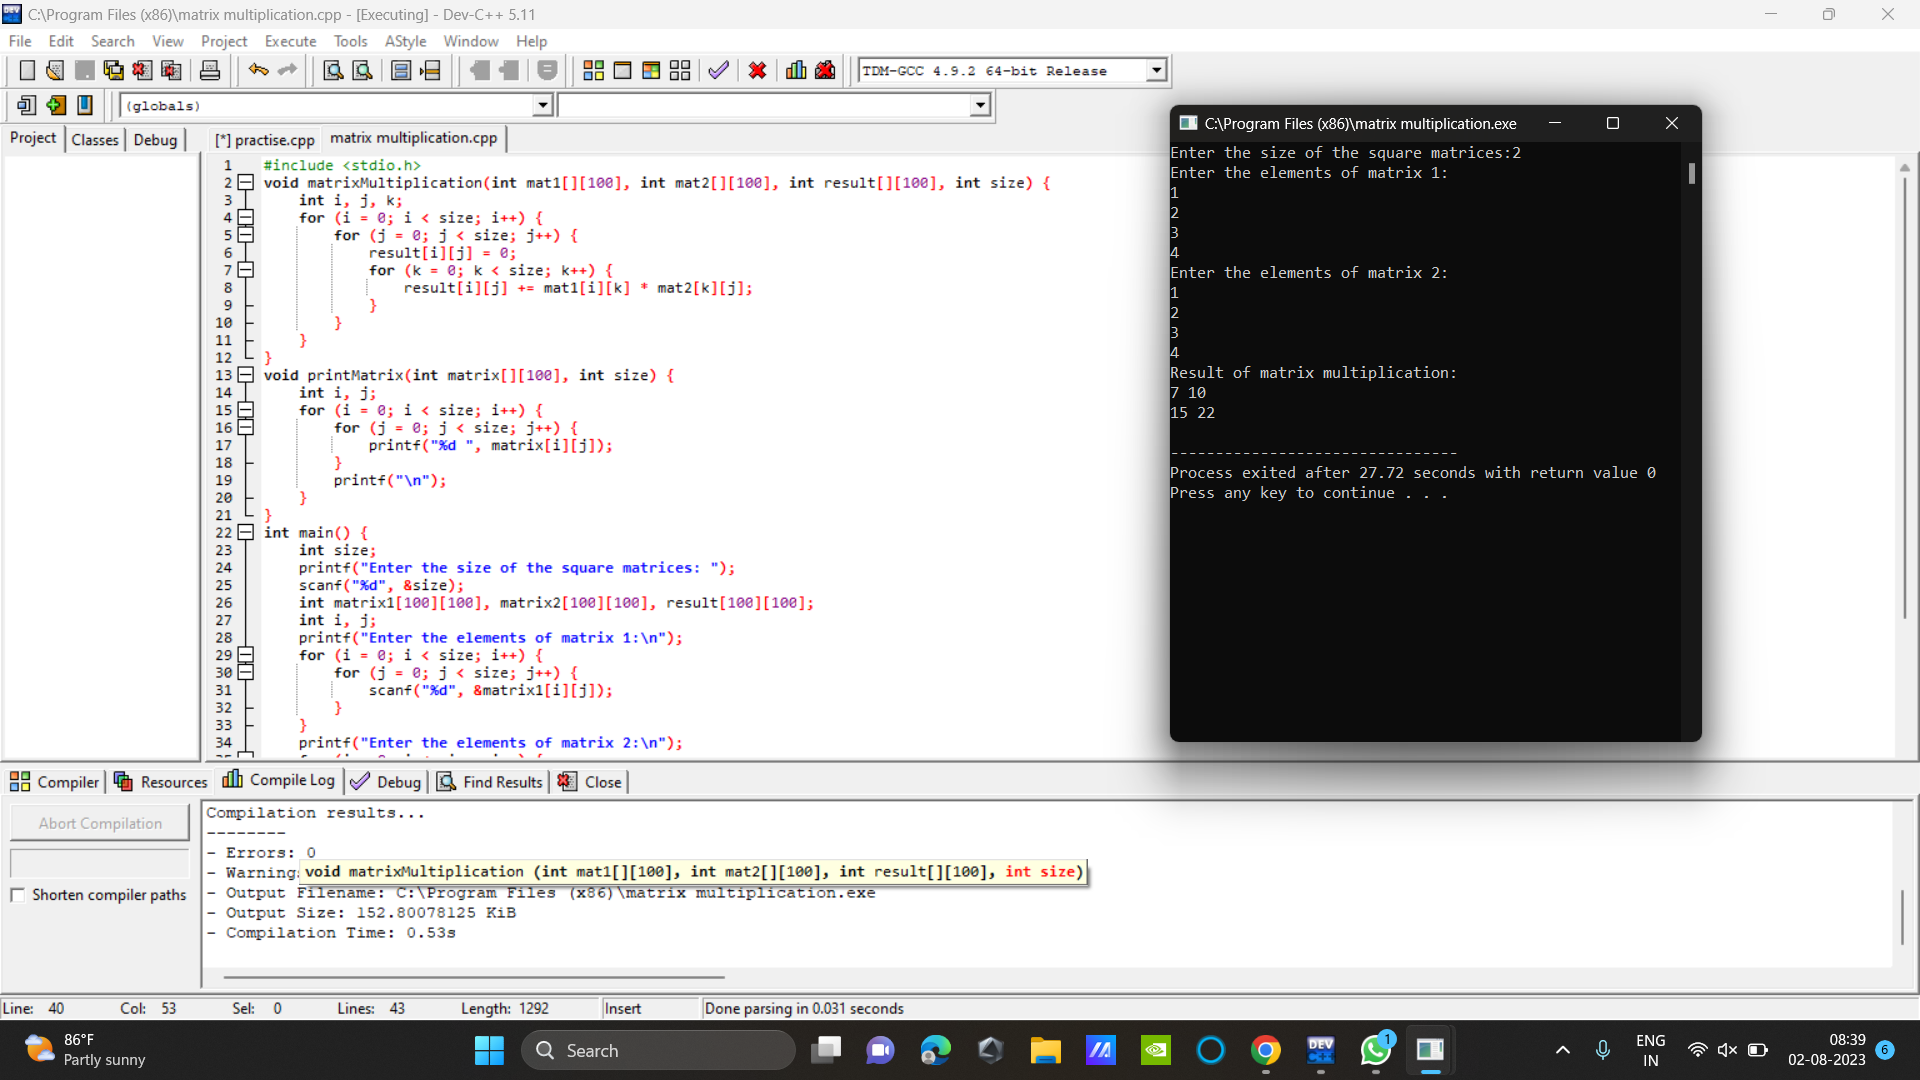 C:\Program Files (x86)\matrix multiplication.cpp - [Executing] - Dev-C++ 5.11
File Edit Search View Project Execute Tools AStyle Window Help
TDM-GCC 4.9.2 64-bit Release
(globals)
Project Classes Debug
[*] practise.cpp matrix multiplication.cpp
1 #include <stdio.h>
2 void matrixMultiplication(int mat1[][100], int mat2[][100], int result[][100], int size) {
3 int i, j, k;
4 for (i = 0; i < size; i++) {
5 for (j = 0; j < size; j++) {
6 result[i][j] = 0;
7 for (k = 0; k < size; k++) {
8 result[i][j] += mat1[i][k] * mat2[k][j];
9 }
10 }
11 }
12 }
13 void printMatrix(int matrix[][100], int size) {
14 int i, j;
15 for (i = 0; i < size; i++) {
16 for (j = 0; j < size; j++) {
17 printf("%d ", matrix[i][j]);
18 }
19 printf("\n");
20 }
21 }
22 int main() {
23 int size;
24 printf("Enter the size of the square matrices: ");
25 scanf("%d", &size);
26 int matrix1[100][100], matrix2[100][100], result[100][100];
27 int i, j;
28 printf("Enter the elements of matrix 1:\n");
29 for (i = 0; i < size; i++) {
30 for (j = 0; j < size; j++) {
31 scanf("%d", &matrix1[i][j]);
32 }
33 }
34 printf("Enter the elements of matrix 2:\n");
C:\Program Files (x86)\matrix multiplication.exe
Enter the size of the square matrices:2
Enter the elements of matrix 1:
1
2
3
4
Enter the elements of matrix 2:
1
2
3
4
Result of matrix multiplication:
7 10
15 22
--------------------------------
Process exited after 27.72 seconds with return value 0
Press any key to continue . . .
Compiler Resources Compile Log Debug Find Results Close
Abort Compilation
Shorten compiler paths
Compilation results...
--------
- Errors: 0
- Warning
void matrixMultiplication (int mat1[][100], int mat2[][100], int result[][100], int size)
- Output Filename: C:\Program Files (x86)\matrix multiplication.exe
- Output Size: 152.80078125 KiB
- Compilation Time: 0.53s
Line: 40 Col: 53 Sel: 0 Lines: 43 Length: 1292 Insert Done parsing in 0.031 seconds
86°F
Partly sunny
Search
DEV
1
ENG
IN
08:39
02-08-2023
6